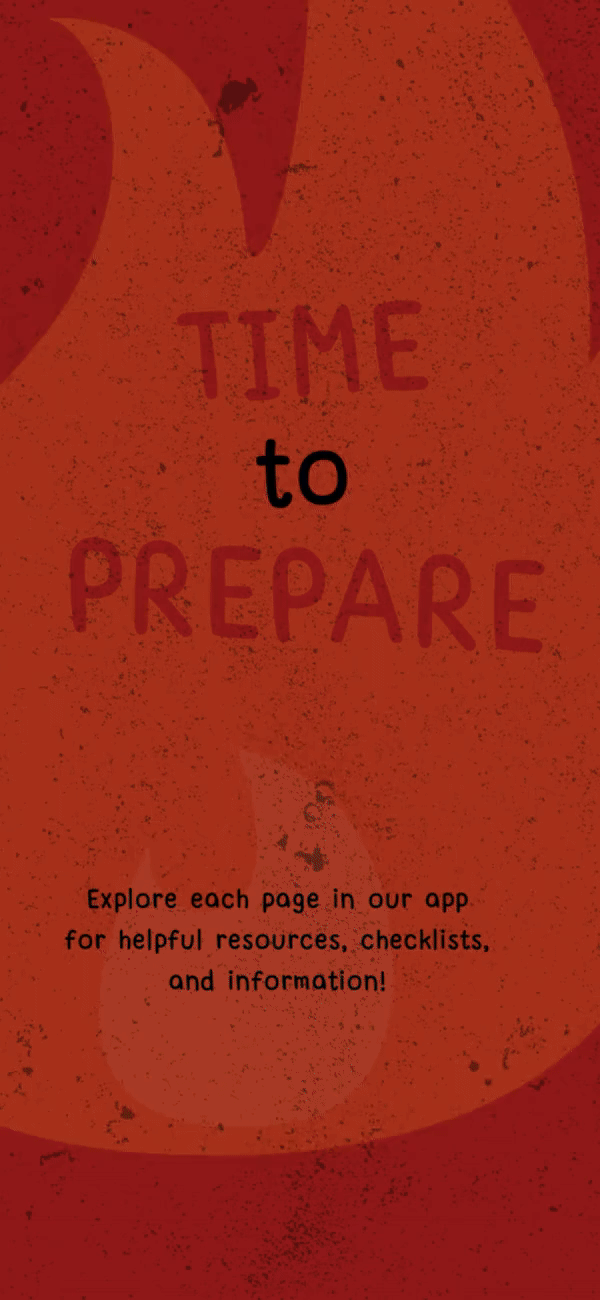 TIME
to
PREPARE
Explore each page in our app
for helpful resources, checklists,
and information!